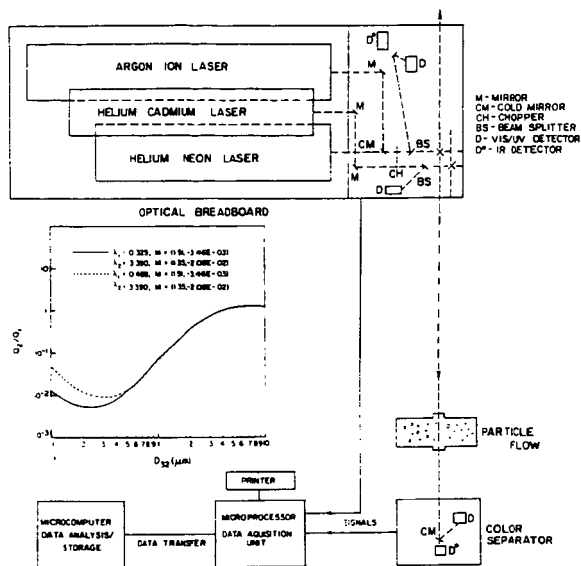 D*
D
ARGON ION LASER
M
HELIUM CADMIUM LASER
M
HELIUM NEON LASER
CM
BS
M
CH
BS
D
M-MIRROR
CM-COLD MIRROR
CH-CHOPPER
BS-BEAM SPLITTER
D-VIS/UV DETECTOR
D*-IR DETECTOR
OPTICAL BREADBOARD
PARTICLE
FLOW
PRINTER
MICROCOMPUTER
DATA ANALYSIS/
STORAGE
DATA TRANSFER
MICROPROCESSOR
DATA AQUISITION
UNIT
SIGNALS
CM
D
D*
COLOR
SEPARATOR